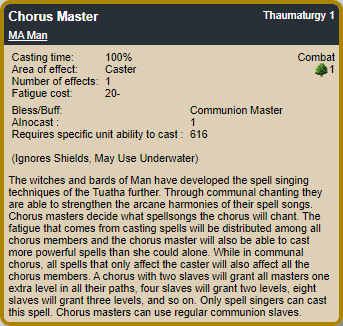 Chorus Master Thaumaturgy 1
MA Man
Casting time: 100% Combat
Area of effect: Caster 1
Number of effects: 1
Fatigue cost: 20-
Bless/Buff: Communion Master
AInocast : 1
Requires specific unit ability to cast : 616
(Ignores Shields, May Use Underwater)
The witches and bards of Man have developed the spell singing
techniques of the Tuatha further. Through communal chanting they
are able to strengthen the arcane harmonies of their spell songs.
Chorus masters decide what spellsongs the chorus will chant. The
fatigue that comes from casting spells will be distributed among all
chorus members and the chorus master will also be able to cast
more powerful spells than she could alone. While in communal
chorus, all spells that only affect the caster will also affect all the
chorus members. A chorus with two slaves will grant all masters one
extra level in all their paths, four slaves will grant two levels, eight
slaves will grant three levels, and so on. Only spell singers can cast
this spell. Chorus masters can use regular communion slaves.